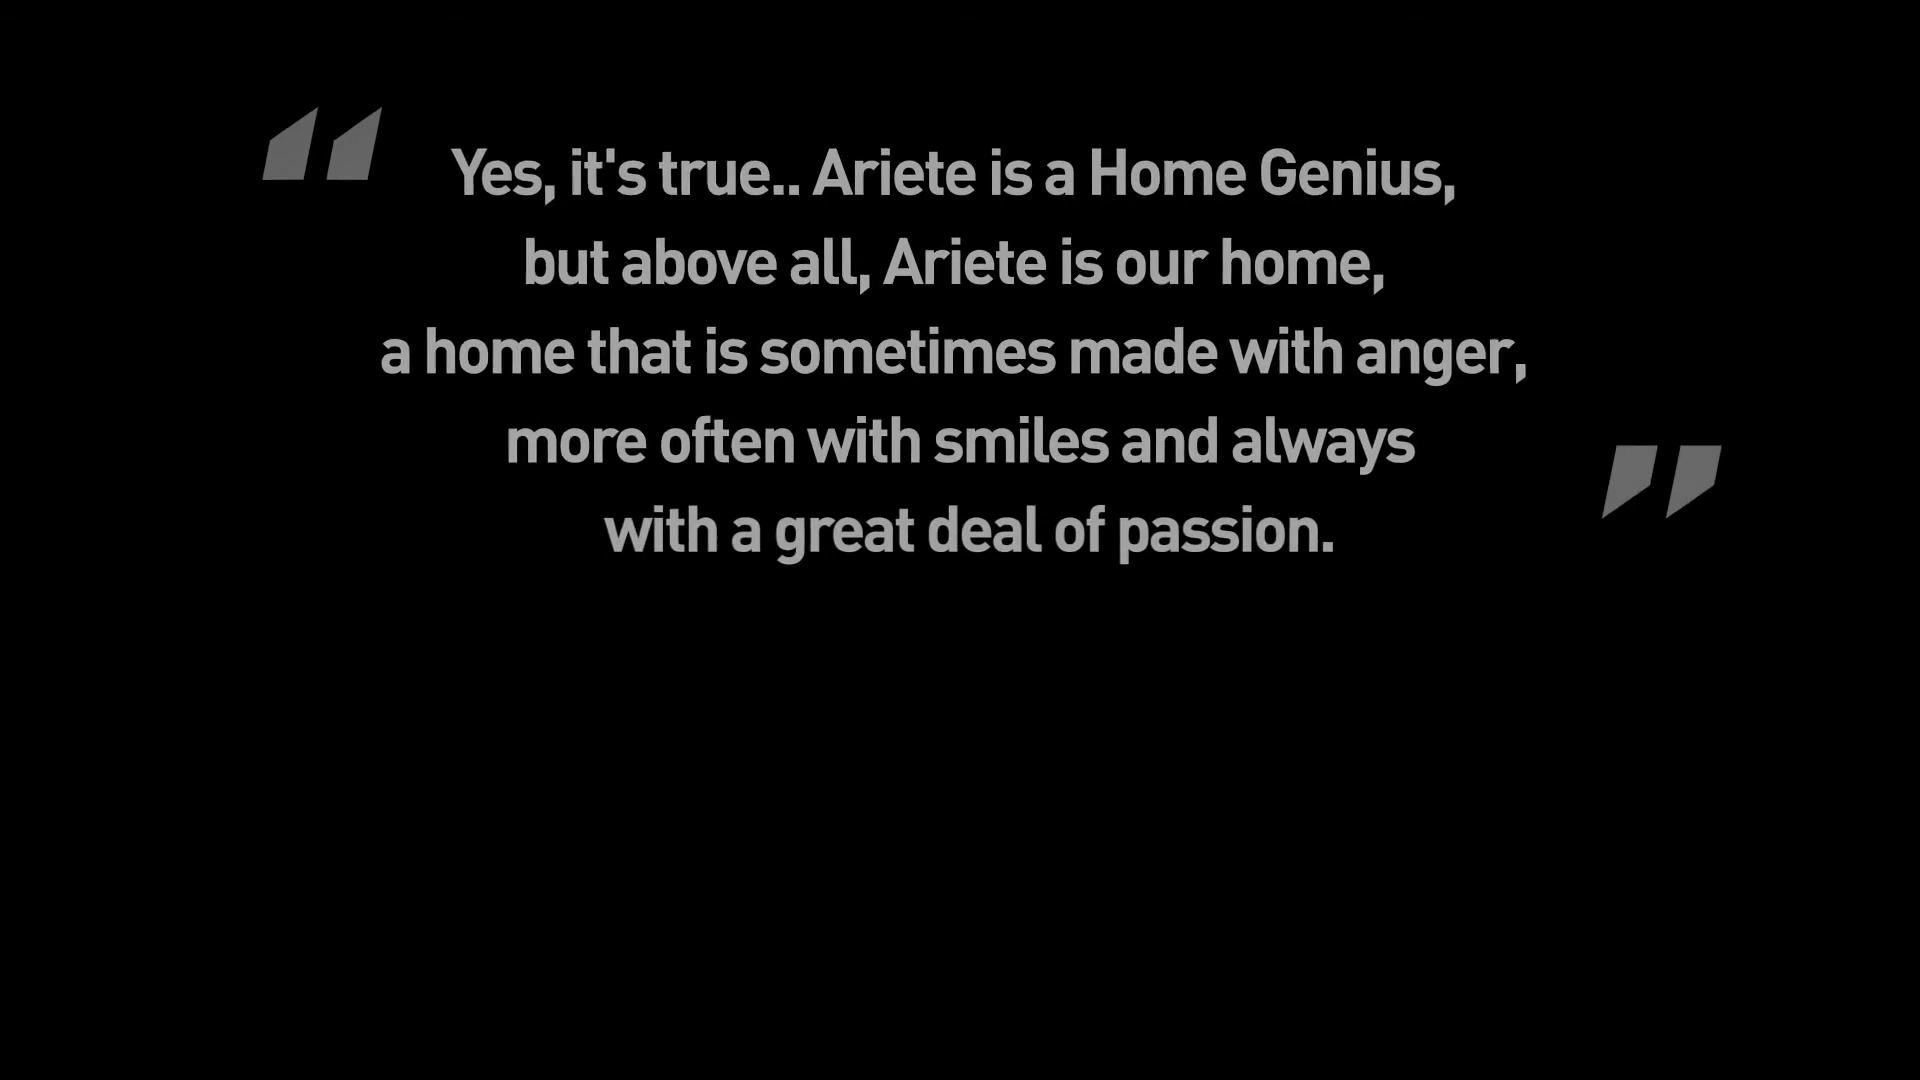 “ Yes, it's true.. Ariete is a Home Genius,
but above all, Ariete is our home,
a home that is sometimes made with anger,
more often with smiles and always
with a great deal of passion. ”